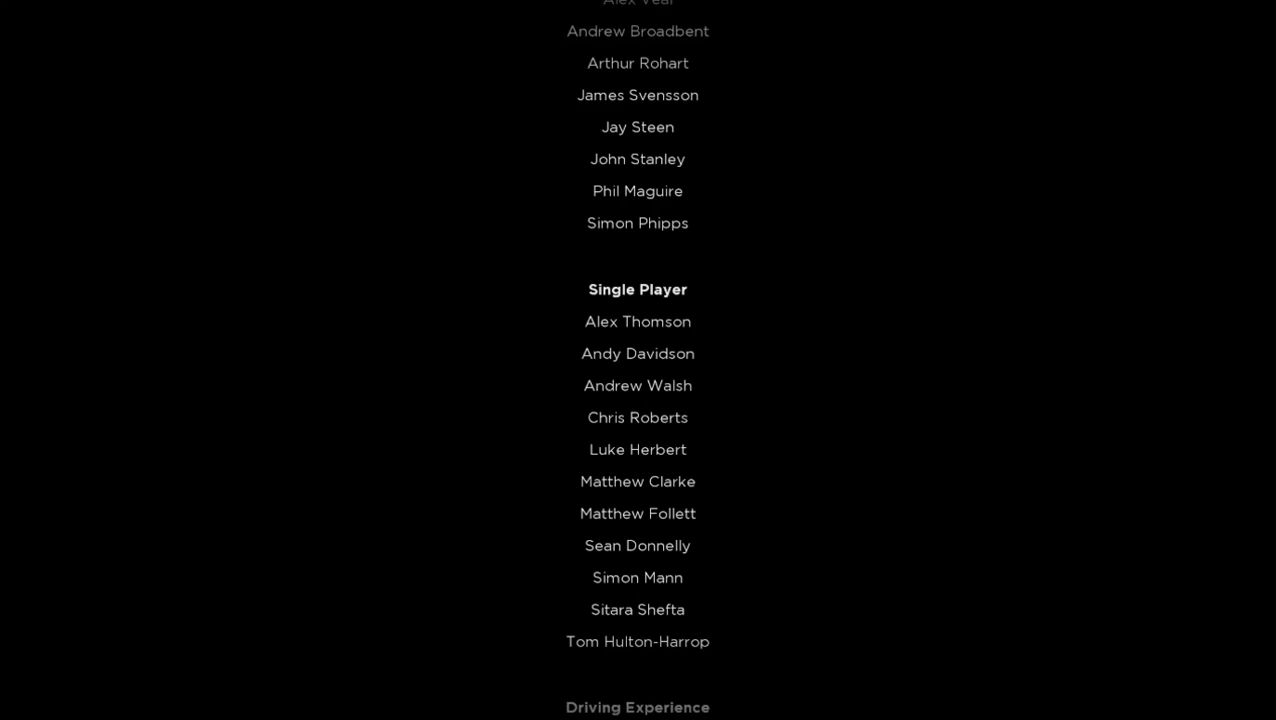 Alex Vear
Andrew Broadbent
Arthur Rohart
James Svensson
Jay Steen
John Stanley
Phil Maguire
Simon Phipps
Single Player
Alex Thomson
Andy Davidson
Andrew Walsh
Chris Roberts
Luke Herbert
Matthew Clarke
Matthew Follett
Sean Donnelly
Simon Mann
Sitara Shefta
Tom Hulton-Harrop
Driving Experience